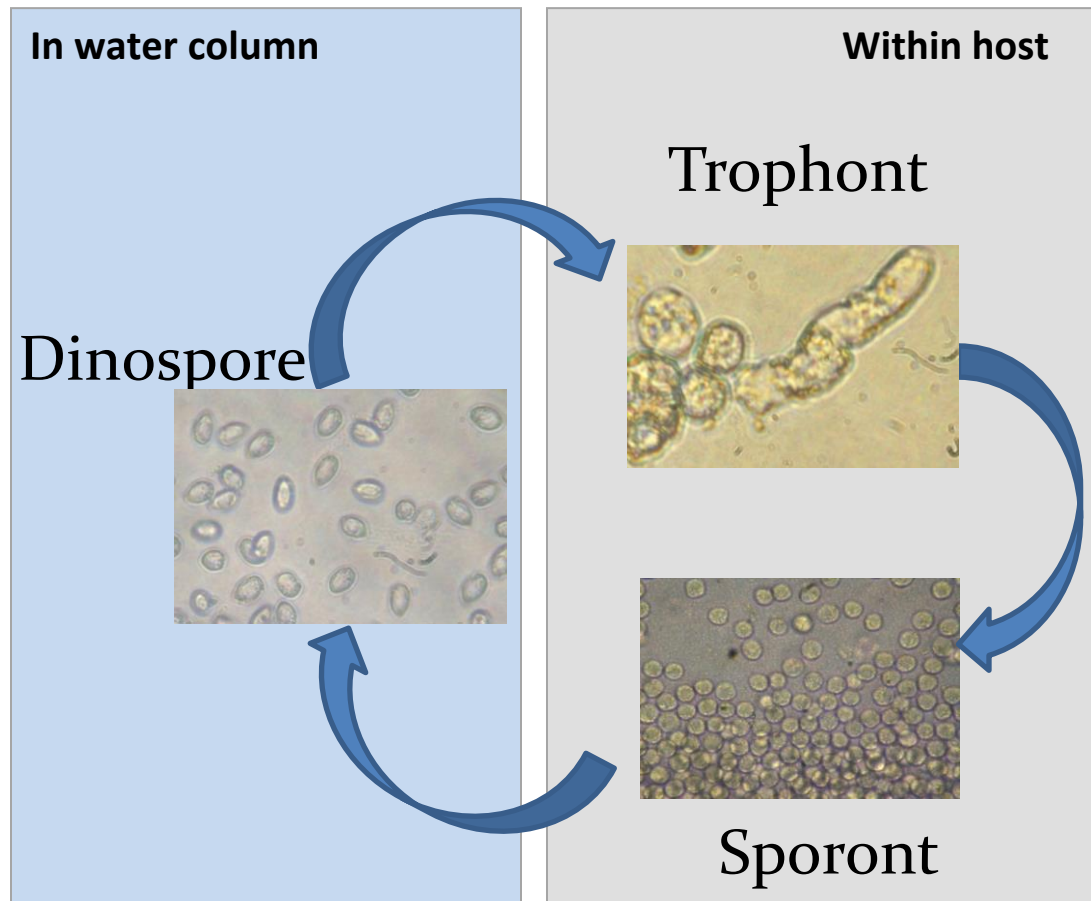 In water column
Within host
Trophont
Dinospore
Sporont